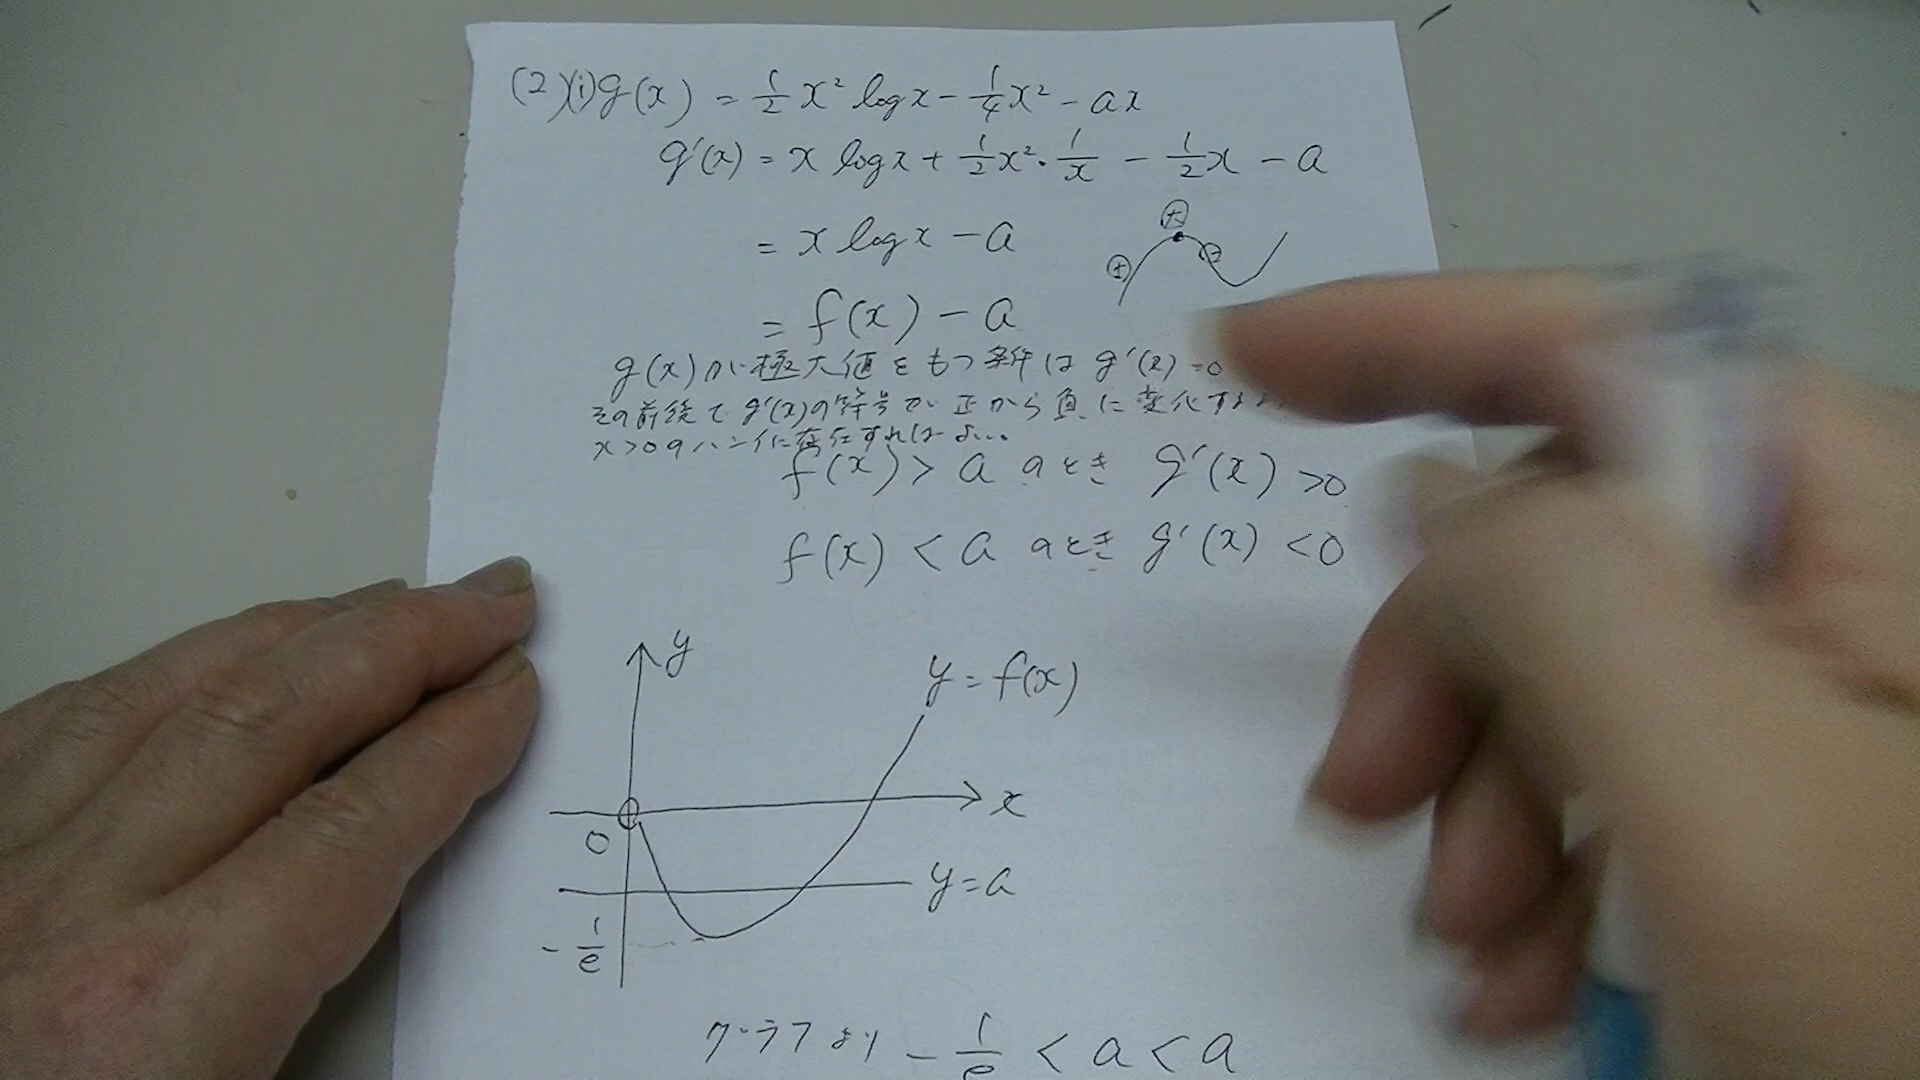 (2)(i) g(x) = 1/2 x² log x - 1/4 x² - ax
g'(x) = x log x + 1/2 x² · 1/x - 1/2 x - a
= x log x - a
= f(x) - a
+ 大 -
g(x)が極大値をもつ条件は g'(x)=0
その前後で g'(x)の符号が正から負に変化する
x>0のハンイに存在すればよい。
f(x) > a のとき g'(x) >0
f(x) < a のとき g'(x) <0
y
y = f(x)
x
0
y = a
- 1/e
グラフより - 1/e < a < a